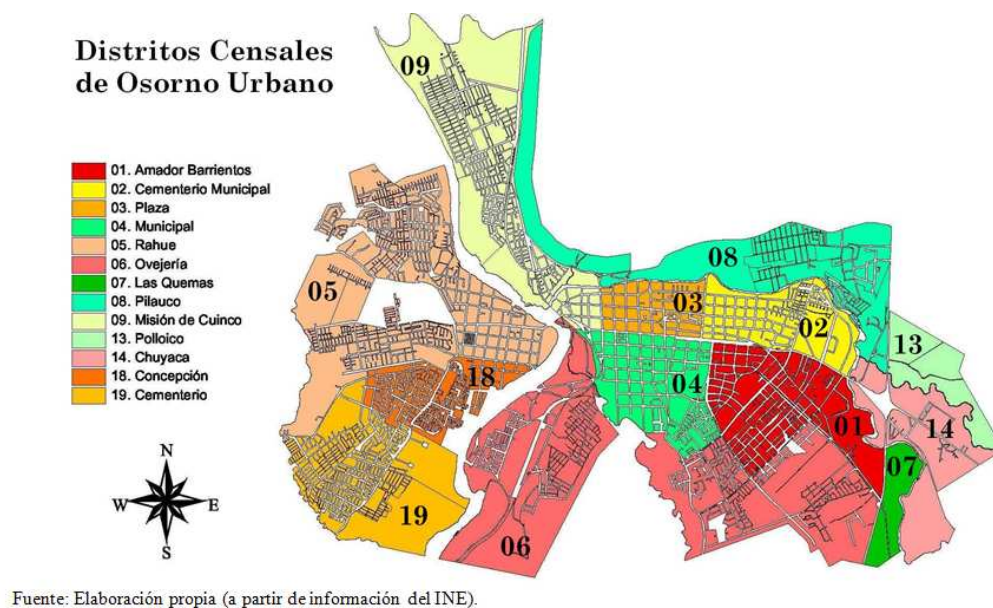 Distritos Censales
de Osorno Urbano
01. Amador Barrientos
02. Cementerio Municipal
03. Plaza
04. Municipal
05. Rahue
06. Ovejería
07. Las Quemas
08. Pilauco
09. Misión de Cuinco
13. Polloico
14. Chuyaca
18. Concepción
19. Cementerio
N
W E
S
09
08
05
03
02
13
18
04
01
14
07
19
06
Fuente: Elaboración propia (a partir de información del INE).